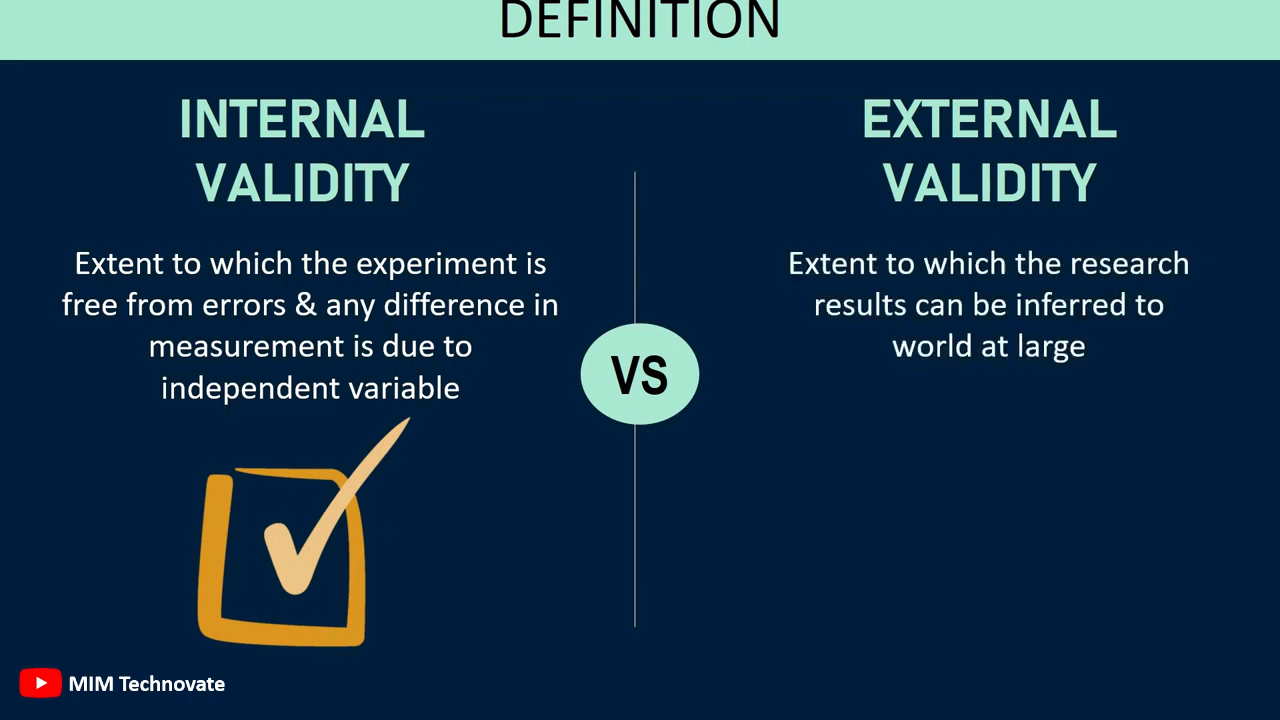 DEFINITION
INTERNAL
VALIDITY
Extent to which the experiment is
free from errors & any difference in
measurement is due to
independent variable
VS
EXTERNAL
VALIDITY
Extent to which the research
results can be inferred to
world at large
MIM Technovate